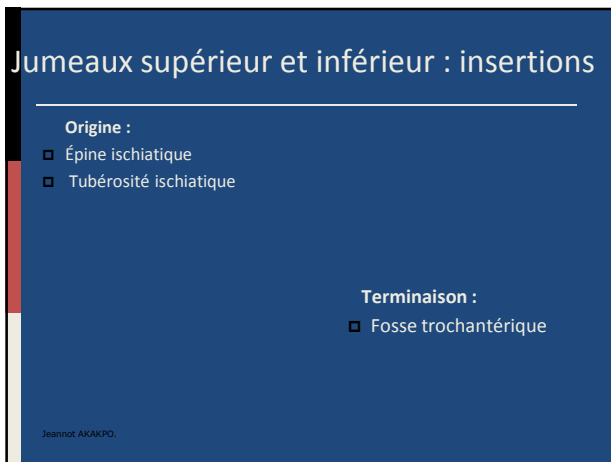 Jumeaux supérieur et inférieur : insertions
Origine :
Épine ischiatique
Tubérosité ischiatique
Terminaison :
Fosse trochantérique
Jeannot AKAKPO.